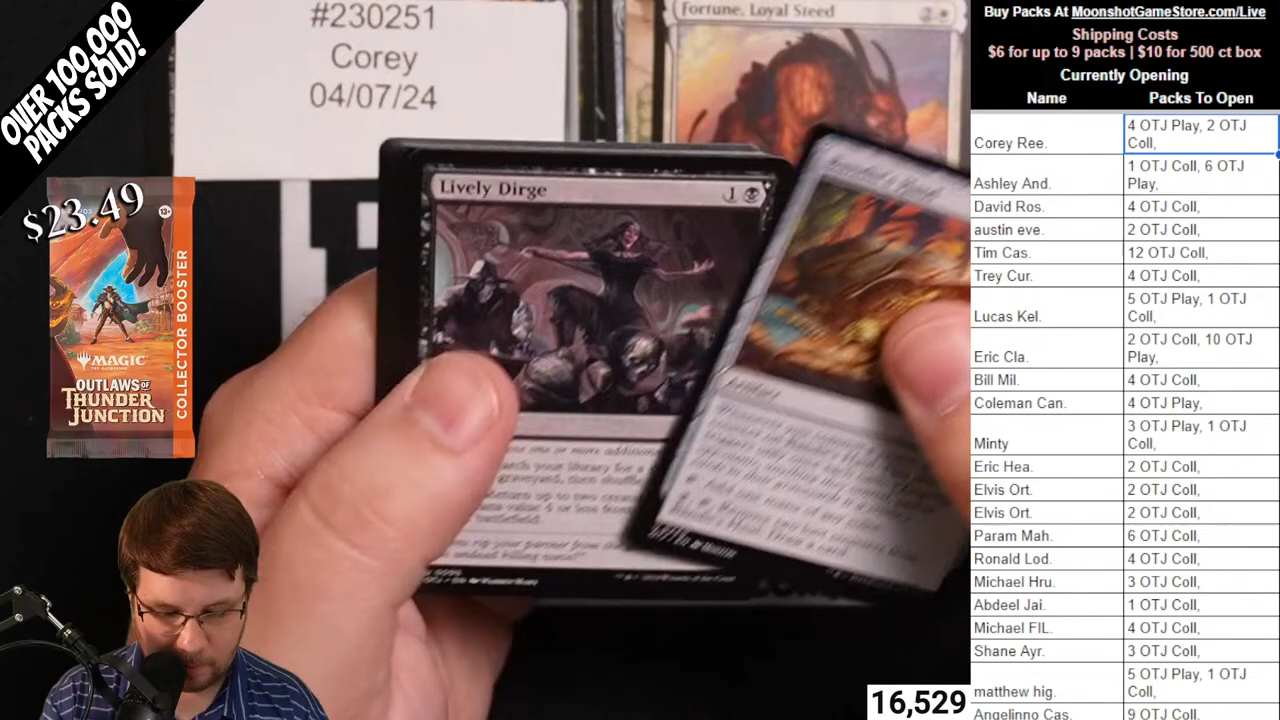 OVER 100,000
PACKS SOLD!
#230251
Corey
04/07/24
Fortune, Loyal Steed 2
Lively Dirge 1
Artifact
$23.49
13+
COLLECTOR BOOSTER
MAGIC
THE GATHERING
OUTLAWS OF
THUNDER
JUNCTION
16,529
Buy Packs At MoonshotGameStore.com/Live
Shipping Costs
$6 for up to 9 packs | $10 for 500 ct box
Currently Opening
Name Packs To Open
Corey Ree. 4 OTJ Play, 2 OTJ
Coll,
Ashley And. 1 OTJ Coll, 6 OTJ
Play,
David Ros. 4 OTJ Coll,
austin eve. 2 OTJ Coll,
Tim Cas. 12 OTJ Coll,
Trey Cur. 4 OTJ Coll,
Lucas Kel. 5 OTJ Play, 1 OTJ
Coll,
Eric Cla. 2 OTJ Coll, 10 OTJ
Play,
Bill Mil. 4 OTJ Coll,
Coleman Can. 4 OTJ Play,
Minty 3 OTJ Play, 1 OTJ
Coll,
Eric Hea. 2 OTJ Coll,
Elvis Ort. 2 OTJ Coll,
Elvis Ort. 2 OTJ Coll,
Param Mah. 6 OTJ Coll,
Ronald Lod. 4 OTJ Coll,
Michael Hru. 3 OTJ Coll,
Abdeel Jai. 1 OTJ Coll,
Michael FIL. 4 OTJ Coll,
Shane Ayr. 3 OTJ Coll,
matthew hig. 5 OTJ Play, 1 OTJ
Coll,
Angelinno Cas. 9 OTJ Coll,